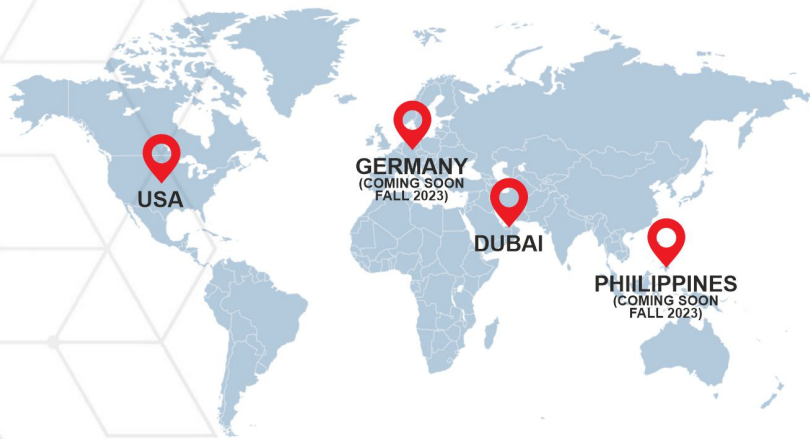 USA
GERMANY
(COMING SOON
FALL 2023)
DUBAI
PHIILIPPINES
(COMING SOON
FALL 2023)